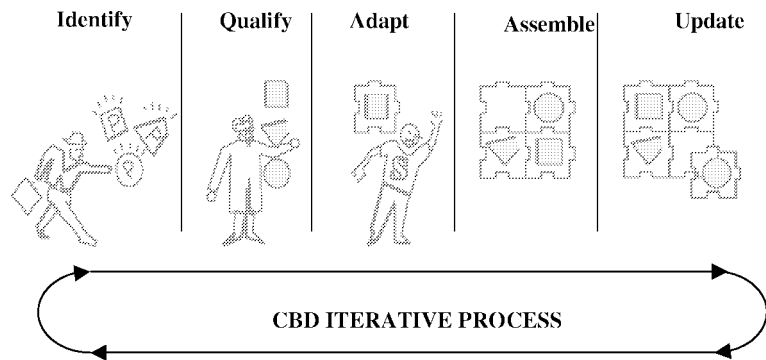 Identify Qualify Adapt Assemble Update
P
P
P
P
S
CBD ITERATIVE PROCESS